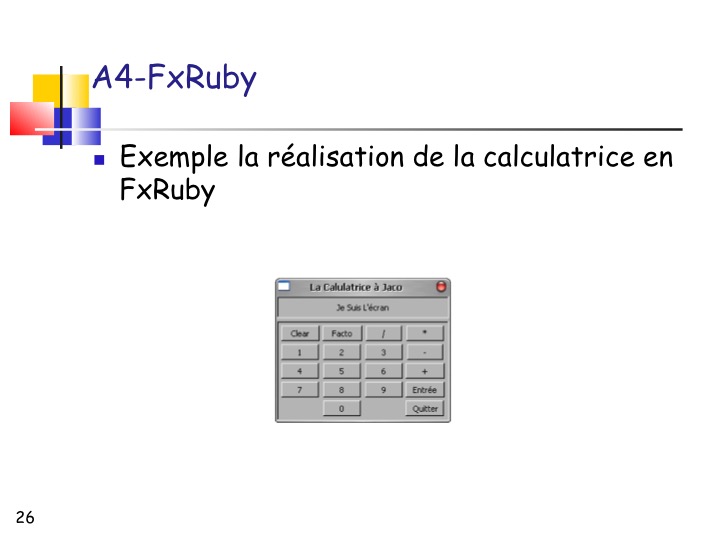 A4-FxRuby
Exemple la réalisation de la calculatrice en
FxRuby
La Calulatrice à Jaco
Je Suis L'écran
Clear Facto / *
1 2 3 -
4 5 6 +
7 8 9 Entrée
0 Quitter
26